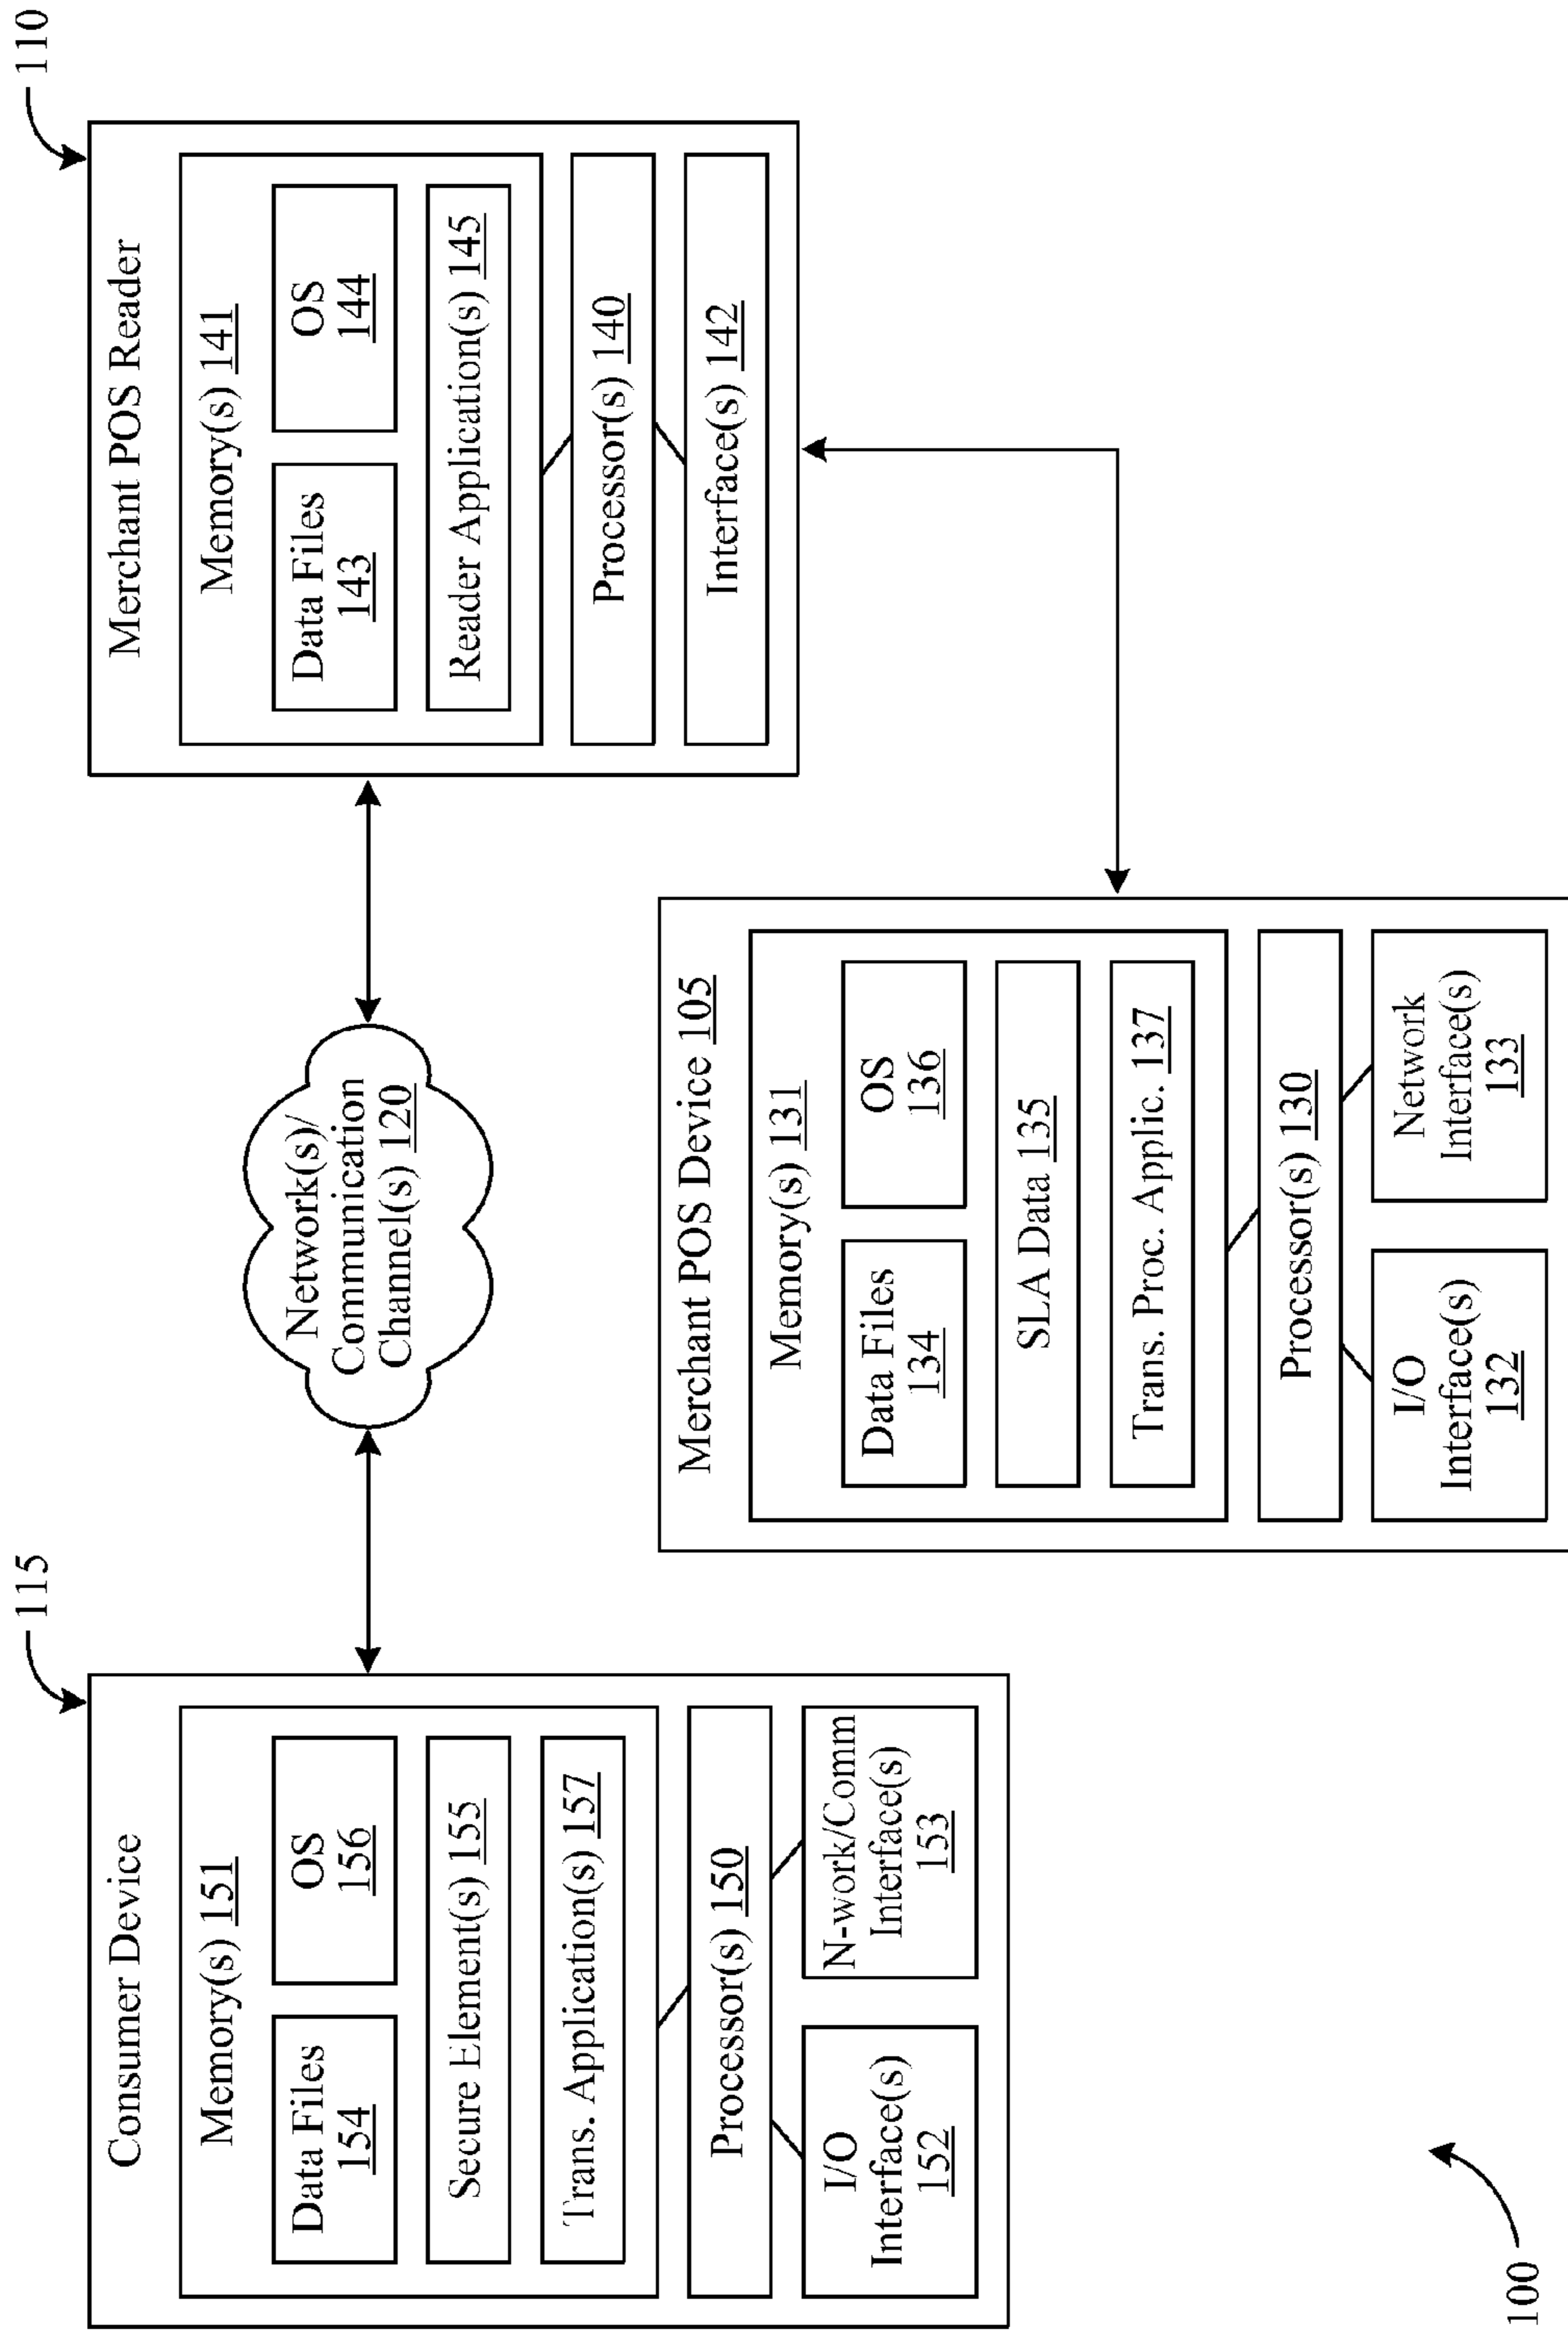 115
Consumer Device
Memory(s) 151
Data Files
154
OS
156
Secure Element(s) 155
Trans. Application(s) 157
Processor(s) 150
I/O
Interface(s)
152
N-work/Comm
Interface(s)
153
Network(s)/
Communication
Channel(s) 120
110
Merchant POS Reader
Memory(s) 141
Data Files
143
OS
144
Reader Application(s) 145
Processor(s) 140
Interface(s) 142
Merchant POS Device 105
Memory(s) 131
Data Files
134
OS
136
SLA Data 135
Trans. Proc. Applic. 137
Processor(s) 130
I/O
Interface(s)
132
Network
Interface(s)
133
100